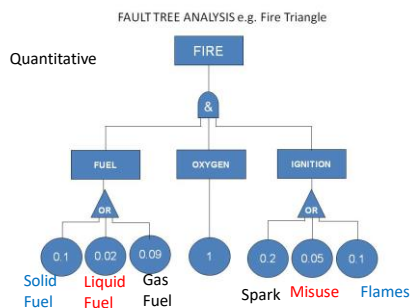 FAULT TREE ANALYSIS e.g. Fire Triangle
FIRE
Quantitative
&
FUEL
OXYGEN
IGNITION
OR
OR
0.1
0.02
0.09
1
0.2
0.05
0.1
Solid
Fuel
Liquid
Fuel
Gas
Fuel
Spark
Misuse
Flames